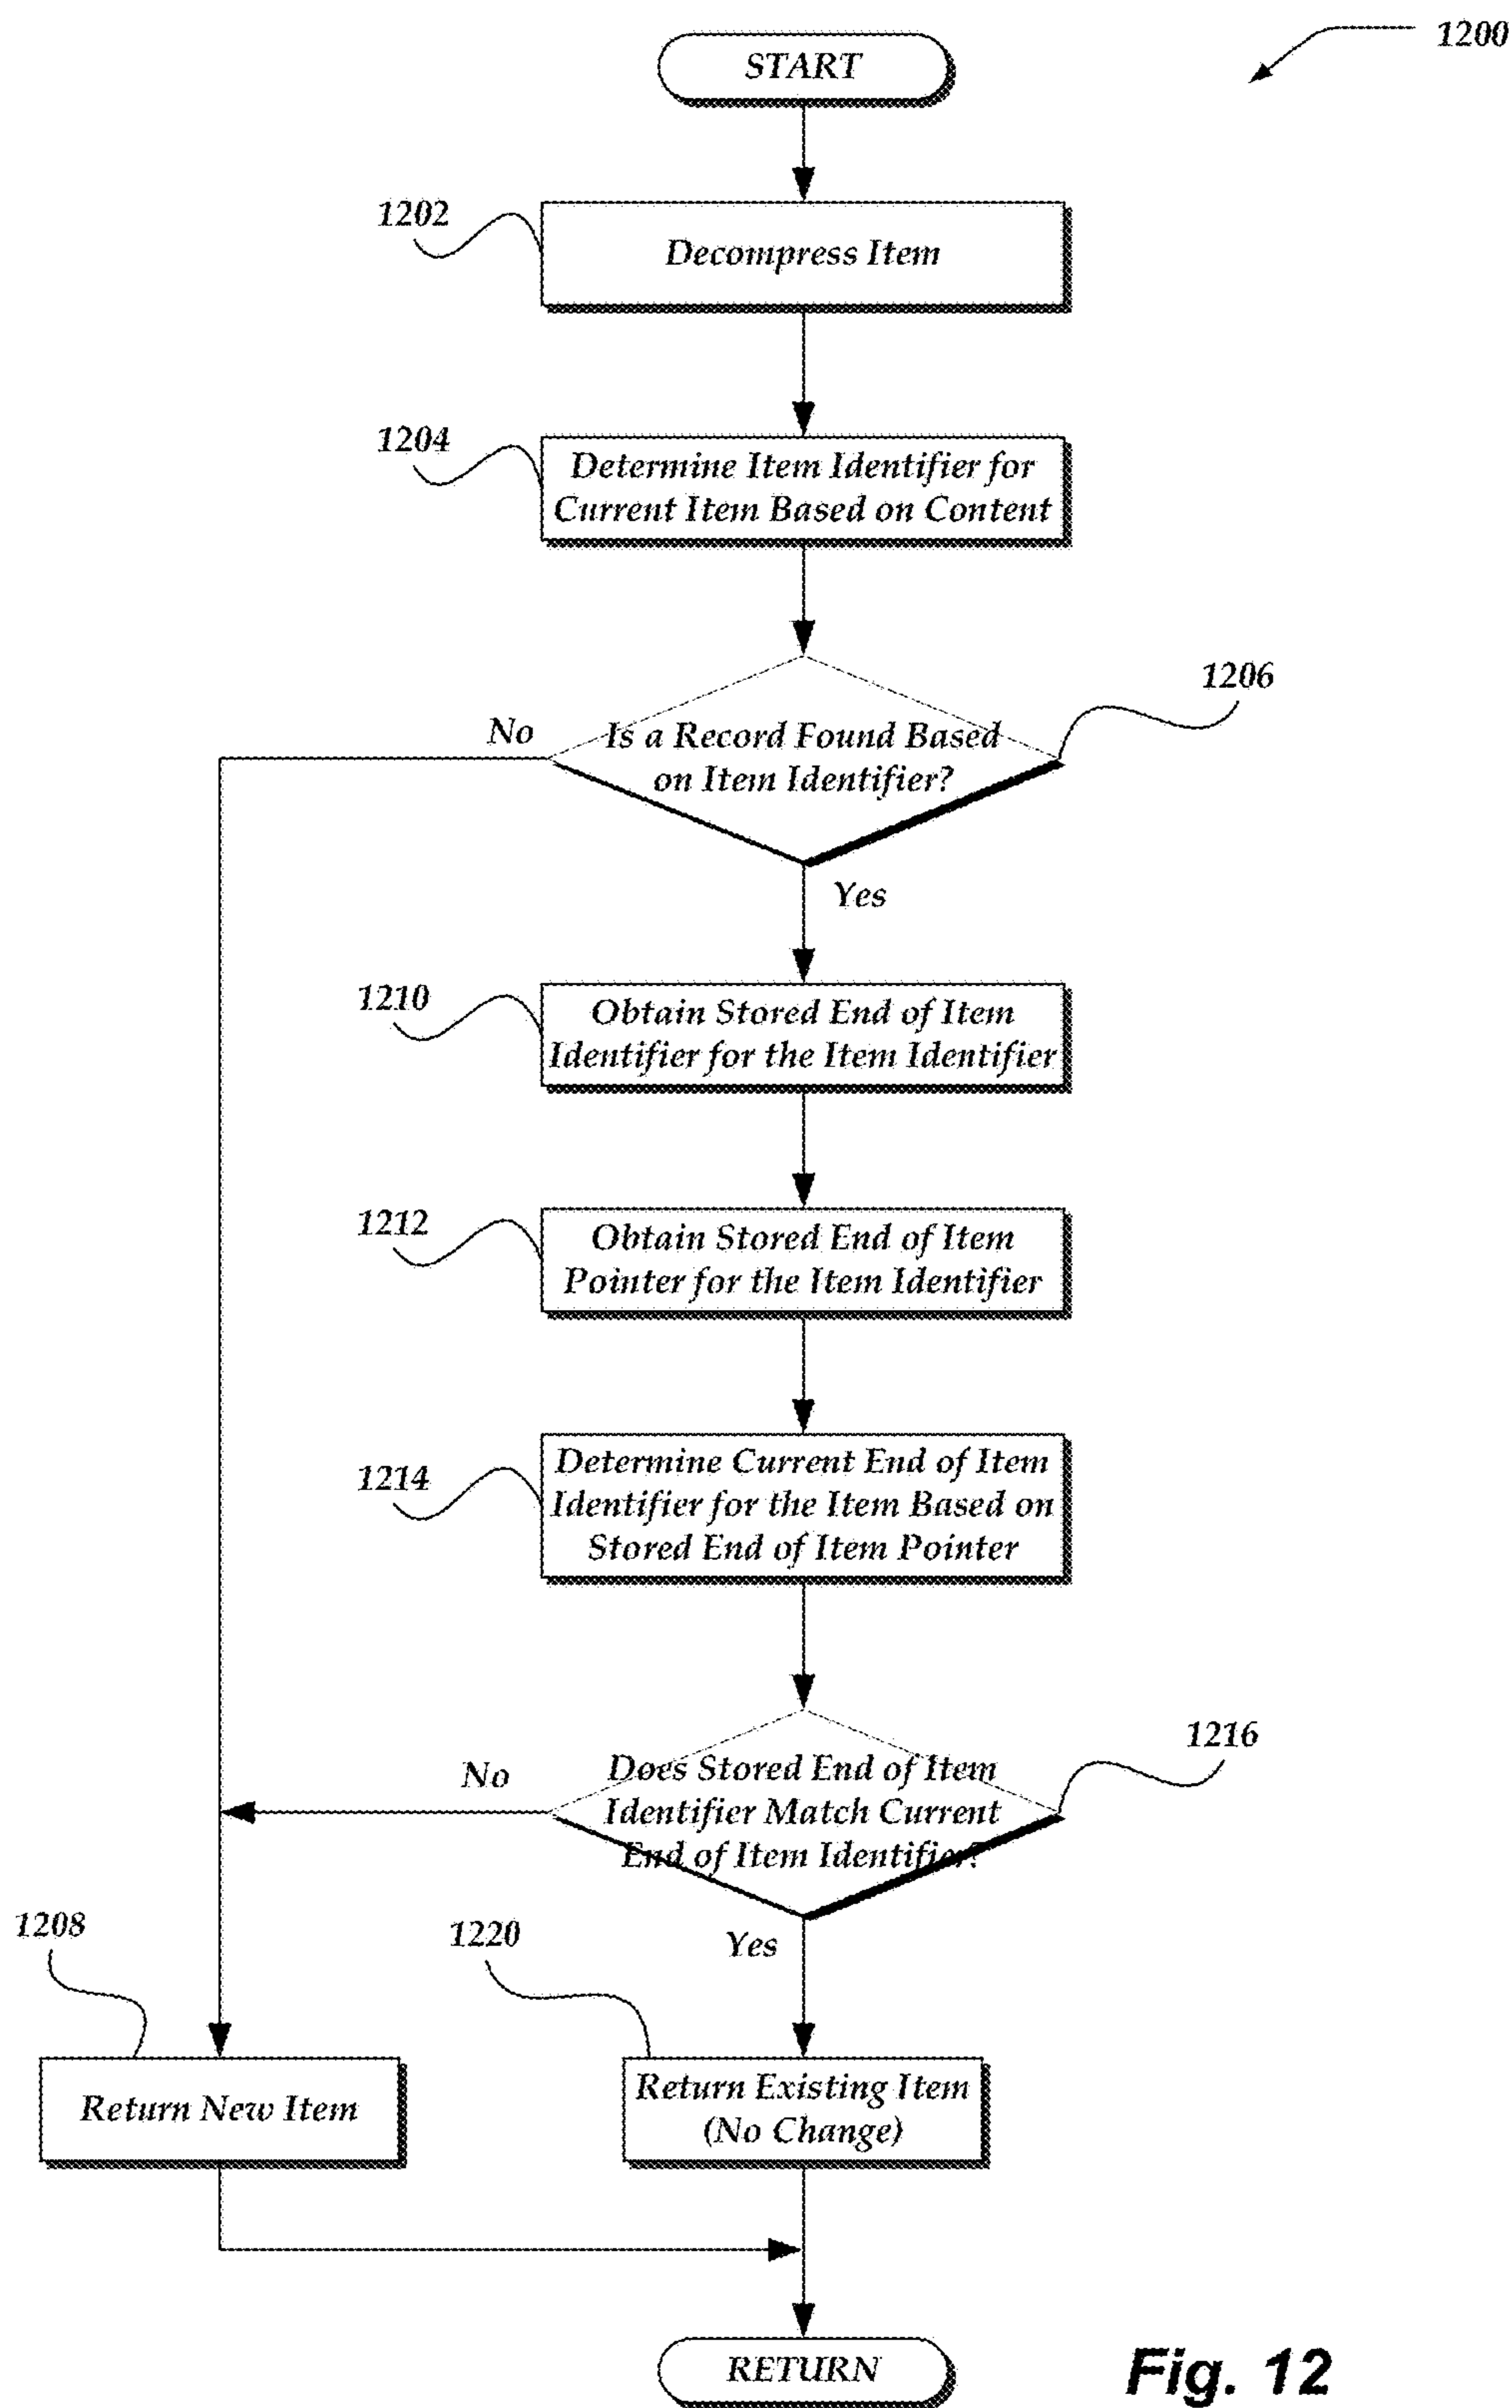 1200
START
1202
Decompress Item
1204
Determine Item Identifier for
Current Item Based on Content
1206
No
Is a Record Found Based
on Item Identifier?
Yes
1210
Obtain Stored End of Item
Identifier for the Item Identifier
1212
Obtain Stored End of Item
Pointer for the Item Identifier
1214
Determine Current End of Item
Identifier for the Item Based on
Stored End of Item Pointer
1216
No
Does Stored End of Item
Identifier Match Current
End of Item Identifier?
Yes
1208
1220
Return New Item
Return Existing Item
(No Change)
RETURN
Fig. 12